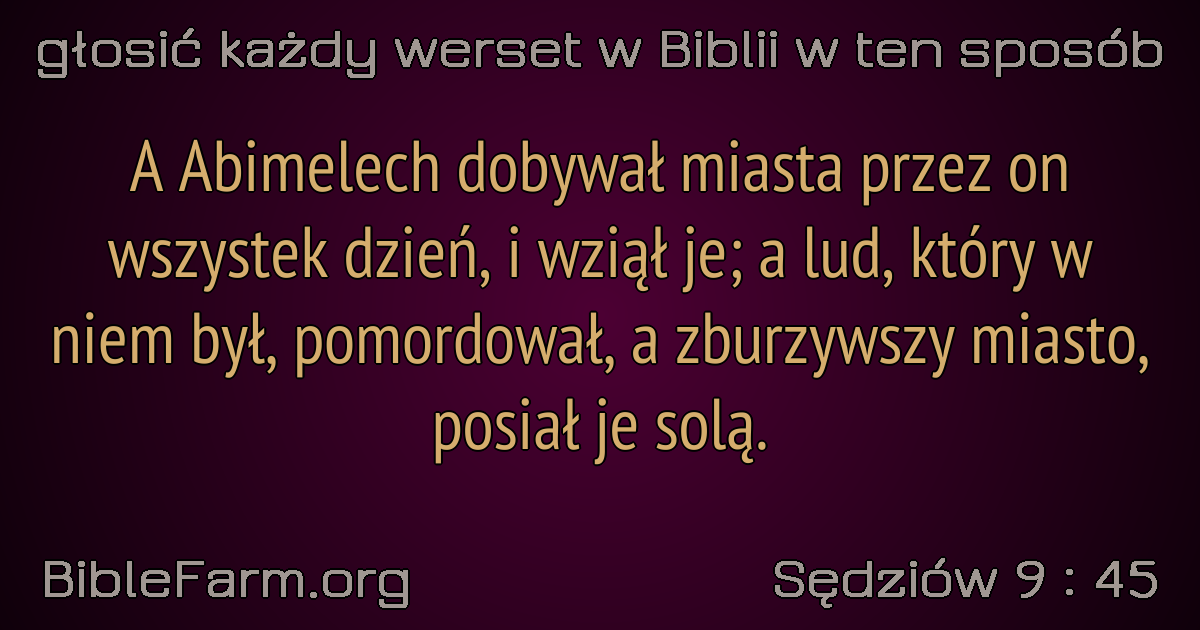 głosić każdy werset w Biblii w ten sposób
A Abimelech dobywał miasta przez on
wszystek dzień, i wziął je; a lud, który w
niem był, pomordował, a zburzywszy miasto,
posiał je solą.
BibleFarm.org
Sędziów 9 : 45